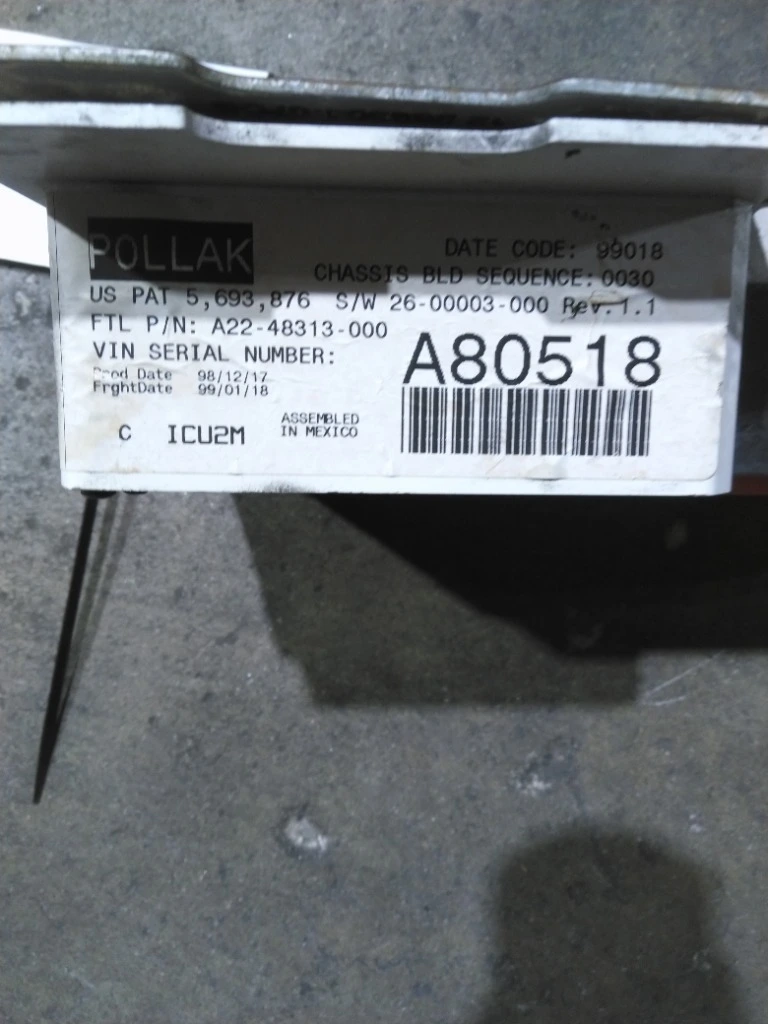 POLLAK
DATE CODE: 99018
CHASSIS BLD SEQUENCE: 0030
US PAT 5,693,876 S/W 26-00003-000 Rev.1.1
FTL P/N: A22-48313-000
VIN SERIAL NUMBER:
A80518
Prod Date 98/12/17
FrghtDate 99/01/18
C ICU2M
ASSEMBLED
IN MEXICO